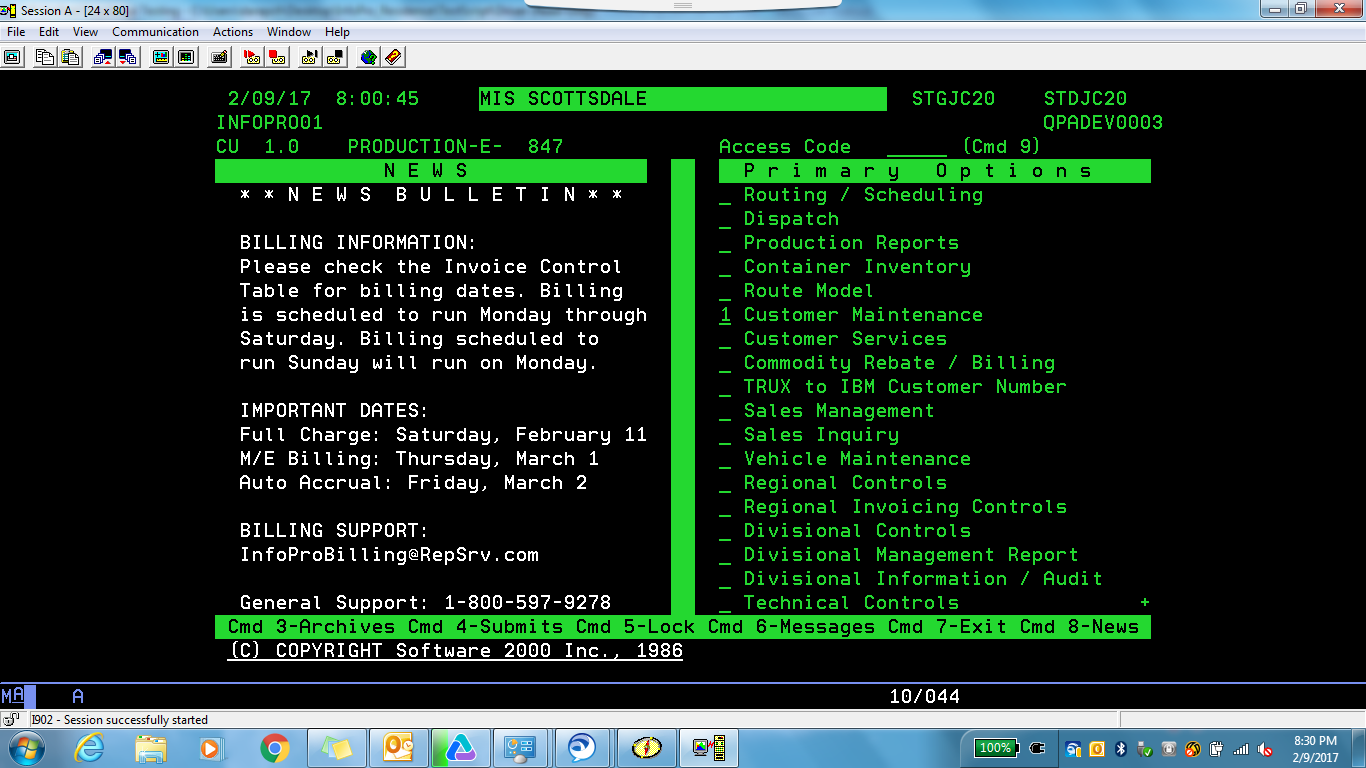 Session A - [24 x 80]
File Edit View Communication Actions Window Help
2/09/17 8:00:45 MIS SCOTTSDALE STGJC20 STDJC20
INFOPRO01 QPADEV0003
CU 1.0 PRODUCTION-E- 847 Access Code ______ (Cmd 9)
N E W S
* * N E W S B U L L E T I N * *
BILLING INFORMATION:
Please check the Invoice Control
Table for billing dates. Billing
is scheduled to run Monday through
Saturday. Billing scheduled to
run Sunday will run on Monday.
IMPORTANT DATES:
Full Charge: Saturday, February 11
M/E Billing: Thursday, March 1
Auto Accrual: Friday, March 2
BILLING SUPPORT:
InfoProBilling@RepSrv.com
General Support: 1-800-597-9278
P r i m a r y O p t i o n s
_ Routing / Scheduling
_ Dispatch
_ Production Reports
_ Container Inventory
_ Route Model
1 Customer Maintenance
_ Customer Services
_ Commodity Rebate / Billing
_ TRUX to IBM Customer Number
_ Sales Management
_ Sales Inquiry
_ Vehicle Maintenance
_ Regional Controls
_ Regional Invoicing Controls
_ Divisional Controls
_ Divisional Management Report
_ Divisional Information / Audit
_ Technical Controls +
Cmd 3-Archives Cmd 4-Submits Cmd 5-Lock Cmd 6-Messages Cmd 7-Exit Cmd 8-News
(C) COPYRIGHT Software 2000 Inc., 1986
MA A 10/044
I902 - Session successfully started
100%
8:30 PM
2/9/2017